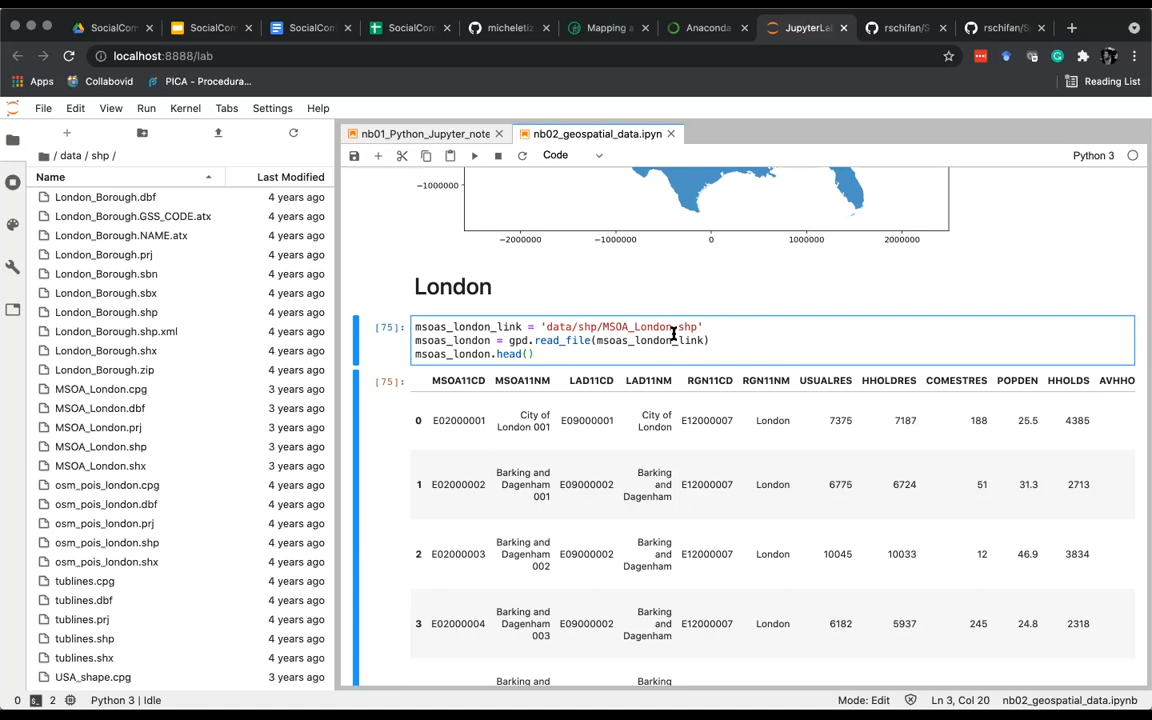 SocialCom
SocialCom
SocialCom
SocialCom
micheletiz
Mapping a
Anaconda
JupyterLa
rschifan/S
rschifan/S
localhost:8888/lab
Apps
Collabovid
PICA - Procedura...
Reading List
File Edit View Run Kernel Tabs Settings Help
nb01_Python_Jupyter_note
nb02_geospatial_data.ipyn
/ data / shp /
Code
Python 3
Name Last Modified
London_Borough.dbf 4 years ago
London_Borough.GSS_CODE.atx 4 years ago
London_Borough.NAME.atx 4 years ago
London_Borough.prj 4 years ago
London_Borough.sbn 4 years ago
London_Borough.sbx 4 years ago
London_Borough.shp 4 years ago
London_Borough.shp.xml 4 years ago
London_Borough.shx 4 years ago
London_Borough.zip 4 years ago
MSOA_London.cpg 3 years ago
MSOA_London.dbf 3 years ago
MSOA_London.prj 3 years ago
MSOA_London.shp 3 years ago
MSOA_London.shx 3 years ago
osm_pois_london.cpg 4 years ago
osm_pois_london.dbf 4 years ago
osm_pois_london.prj 4 years ago
osm_pois_london.shp 4 years ago
osm_pois_london.shx 4 years ago
tublines.cpg 4 years ago
tublines.dbf 4 years ago
tublines.prj 4 years ago
tublines.shp 4 years ago
tublines.shx 4 years ago
USA_shape.cpg 4 years ago
−1000000
−2000000 −1000000 0 1000000 2000000
London
[75]: msoas_london_link = 'data/shp/MSOA_London.shp'
msoas_london = gpd.read_file(msoas_london_link)
msoas_london.head()
[75]: MSOA11CD MSOA11NM LAD11CD LAD11NM RGN11CD RGN11NM USUALRES HHOLDRES COMESTRES POPDEN HHOLDS AVHHO
0 E02000001 City of London 001 E09000001 City of London E12000007 London 7375 7187 188 25.5 4385
1 E02000002 Barking and Dagenham 001 E09000002 Barking and Dagenham E12000007 London 6775 6724 51 31.3 2713
2 E02000003 Barking and Dagenham 002 E09000002 Barking and Dagenham E12000007 London 10045 10033 12 46.9 3834
3 E02000004 Barking and Dagenham 003 E09000002 Barking and Dagenham E12000007 London 6182 5937 245 24.8 2318
Barking and Barking
0 2 Python 3 | Idle
Mode: Edit Ln 3, Col 20 nb02_geospatial_data.ipynb